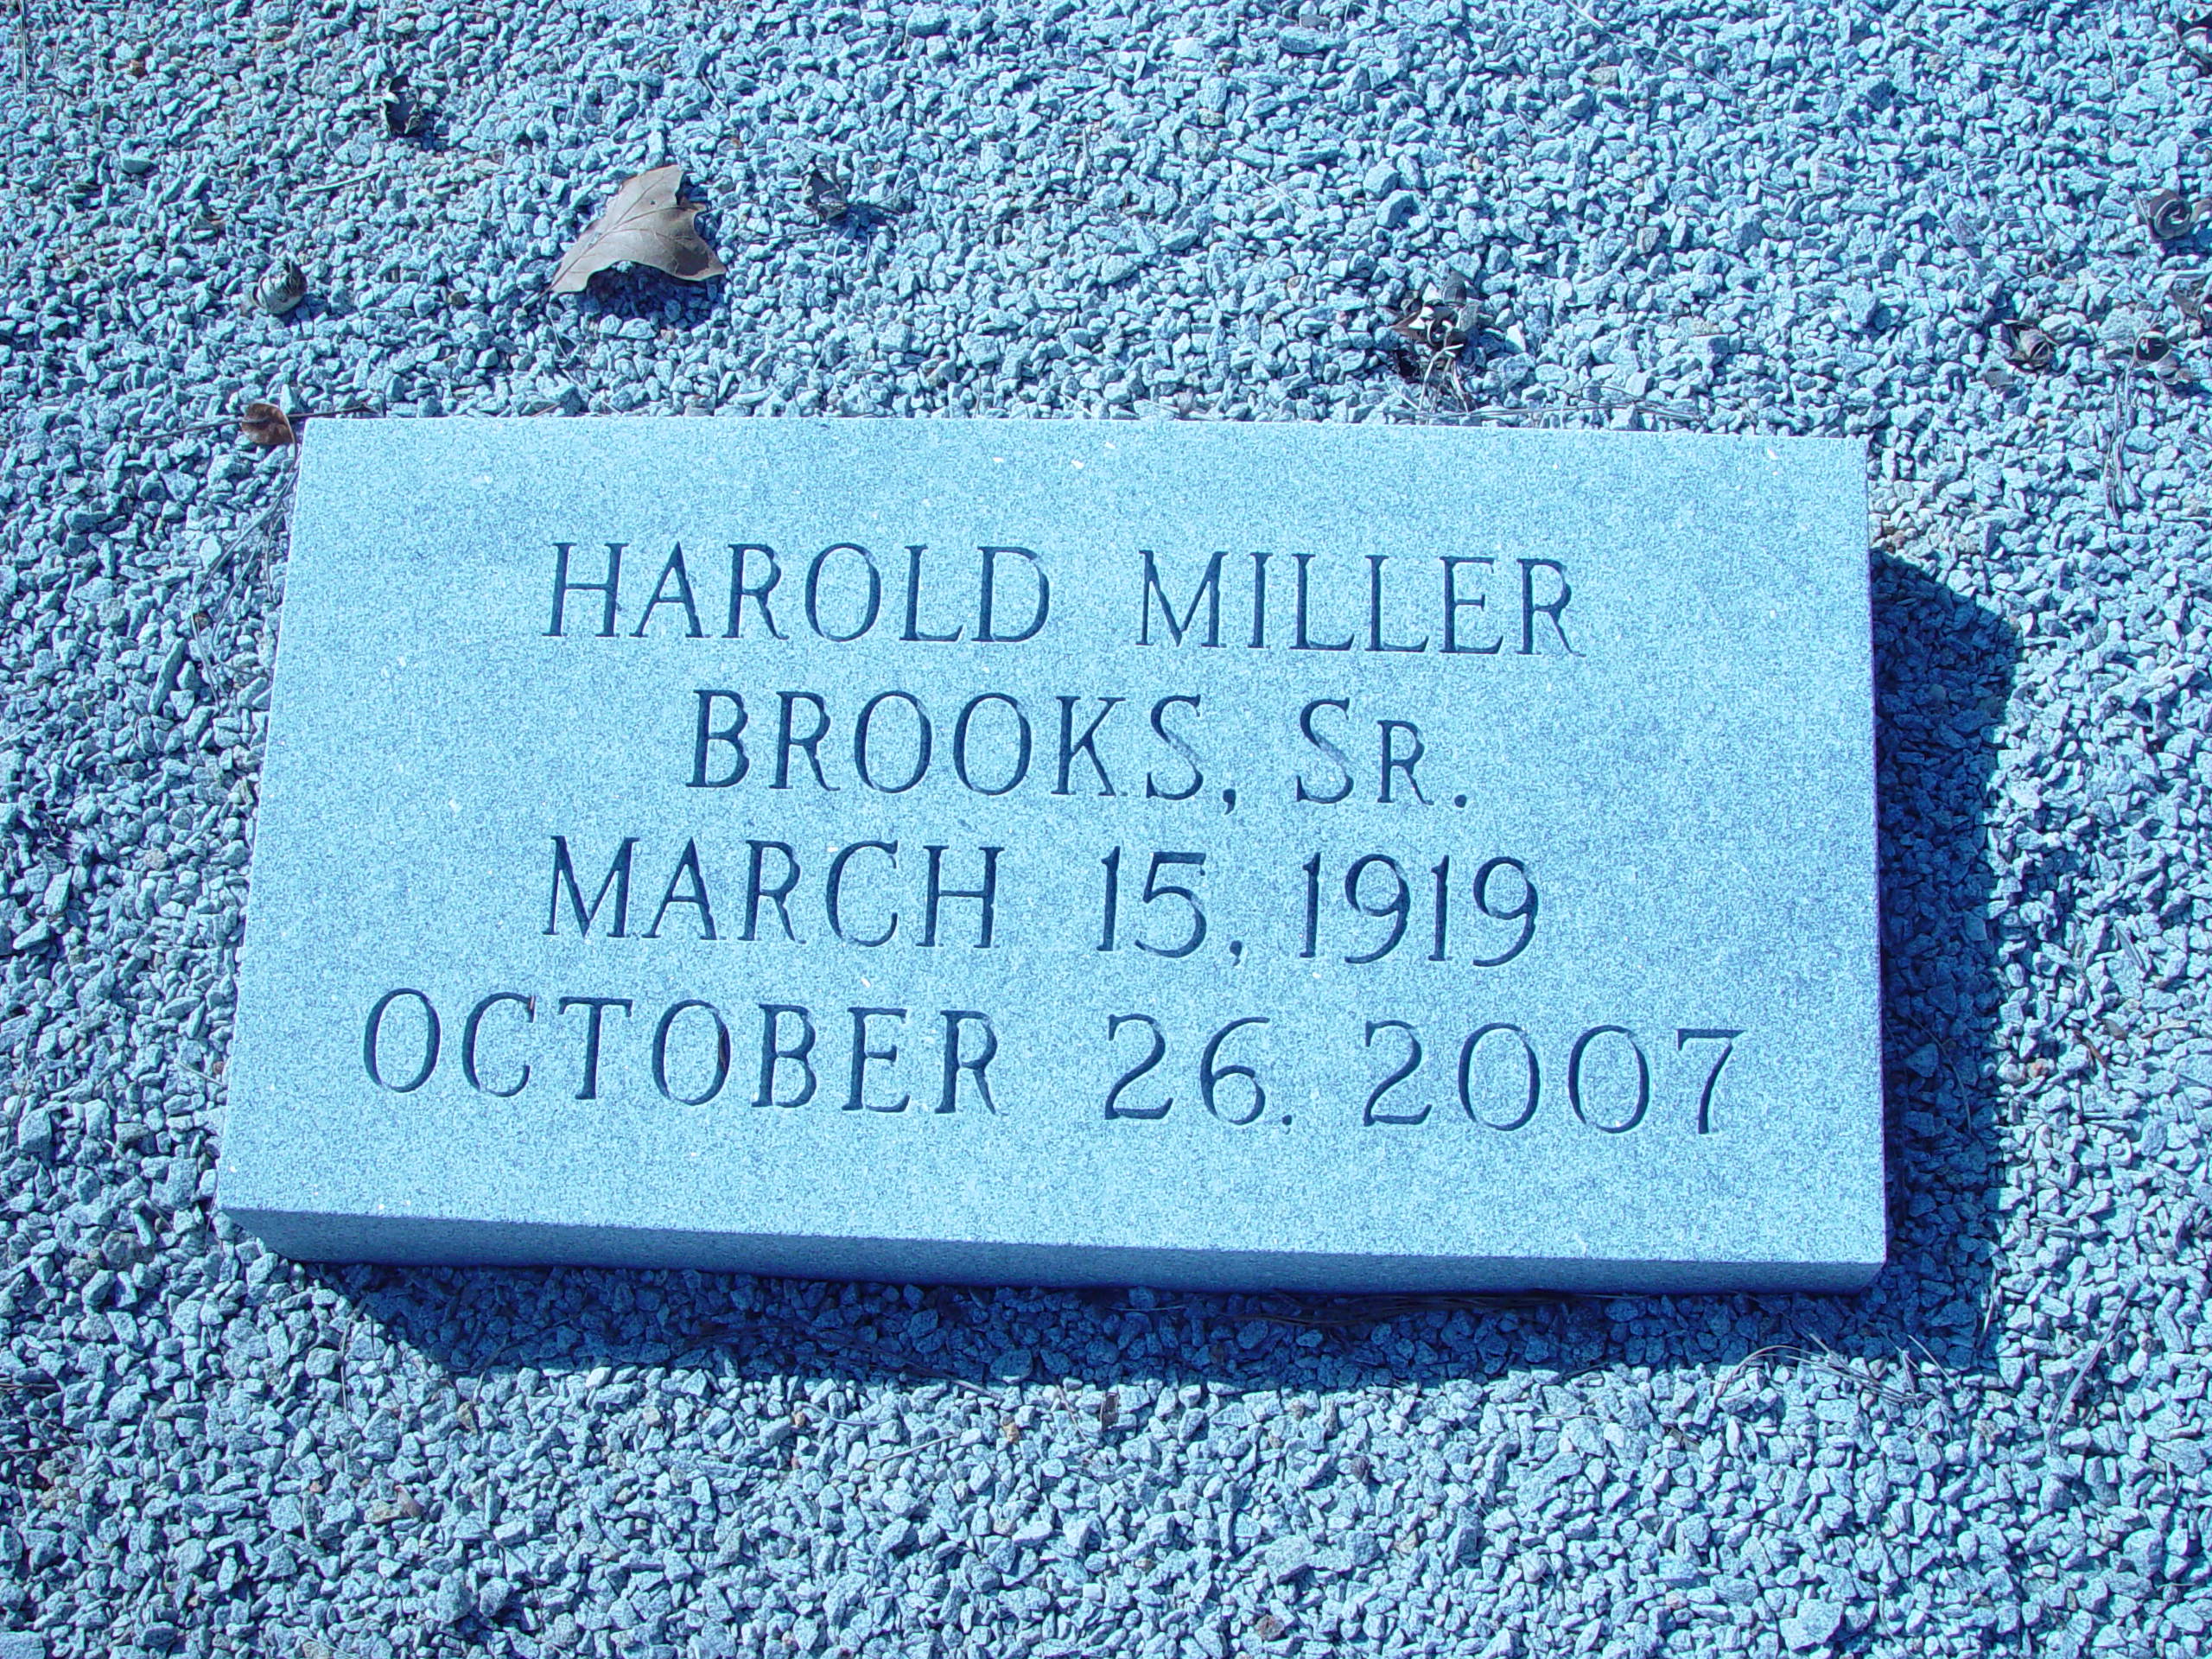 HAROLD MILLER
BROOKS, SR.
MARCH 15, 1919
OCTOBER 26, 2007